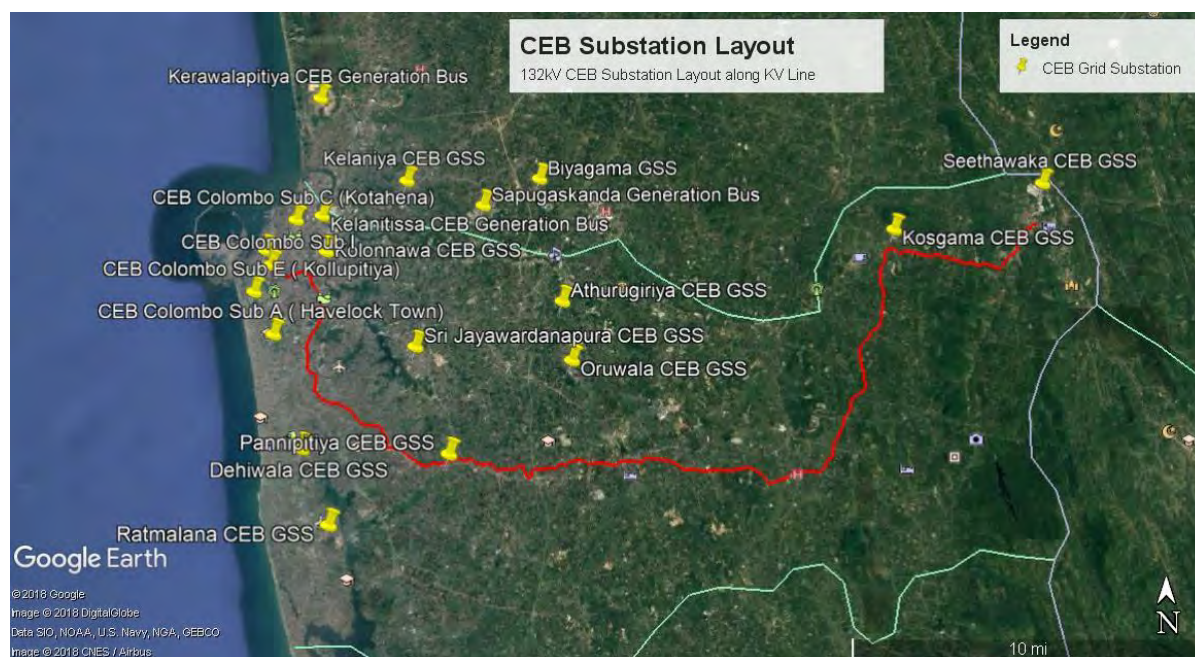 CEB Substation Layout
132kV CEB Substation Layout along KV Line
Legend
CEB Grid Substation
Kerawalapitiya CEB Generation Bus
Kelaniya CEB GSS
Biyagama GSS
Seethawaka CEB GSS
CEB Colombo Sub C (Kotahena)
Sapugaskanda Generation Bus
Kelanitissa CEB Generation Bus
Kosgama CEB GSS
CEB Colombo Sub I
Kolonnawa CEB GSS
CEB Colombo Sub E ( Kollupitiya)
Athurugiriya CEB GSS
CEB Colombo Sub A ( Havelock Town)
Sri Jayawardanapura CEB GSS
Oruwala CEB GSS
Pannipitiya CEB GSS
Dehiwala CEB GSS
Ratmalana CEB GSS
Google Earth
© 2018 Google
Image © 2018 DigitalGlobe
Data SIO, NOAA, U.S. Navy, NGA, GEBCO
Image © 2018 CNES / Airbus
N
10 mi